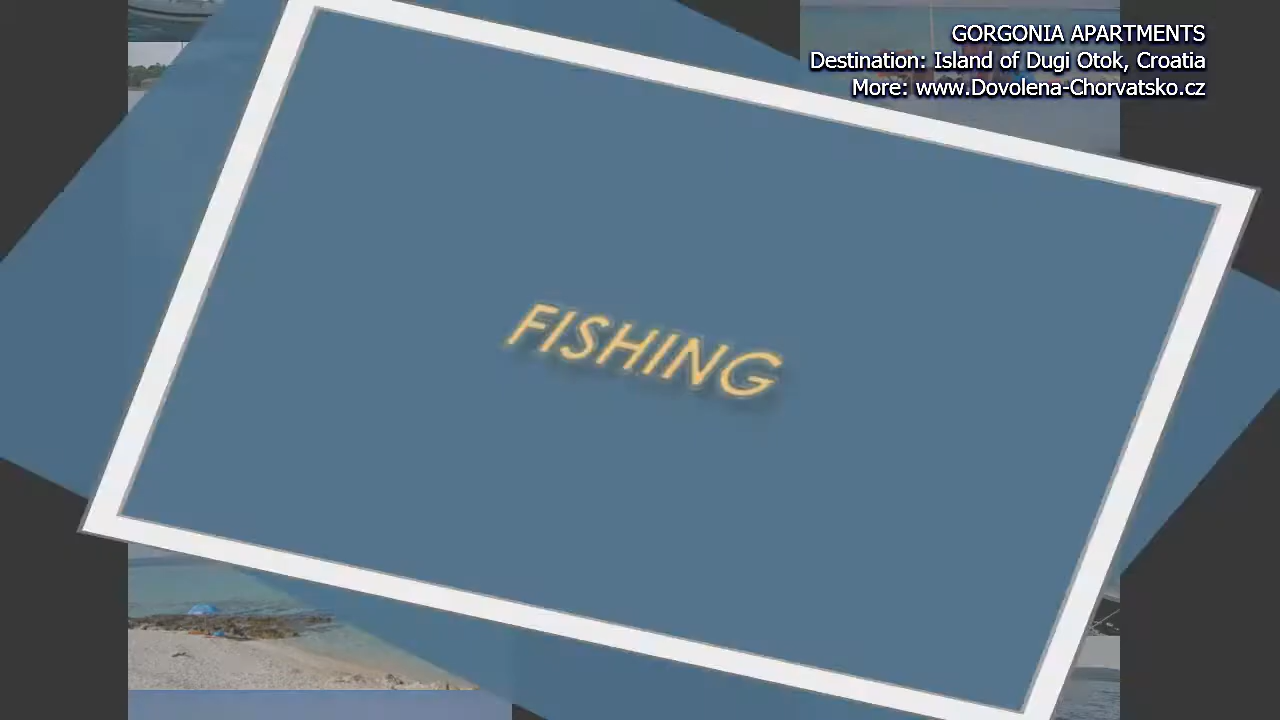 GORGONIA APARTMENTS
Destination: Island of Dugi Otok, Croatia
More: www.Dovolena-Chorvatsko.cz
FISHING